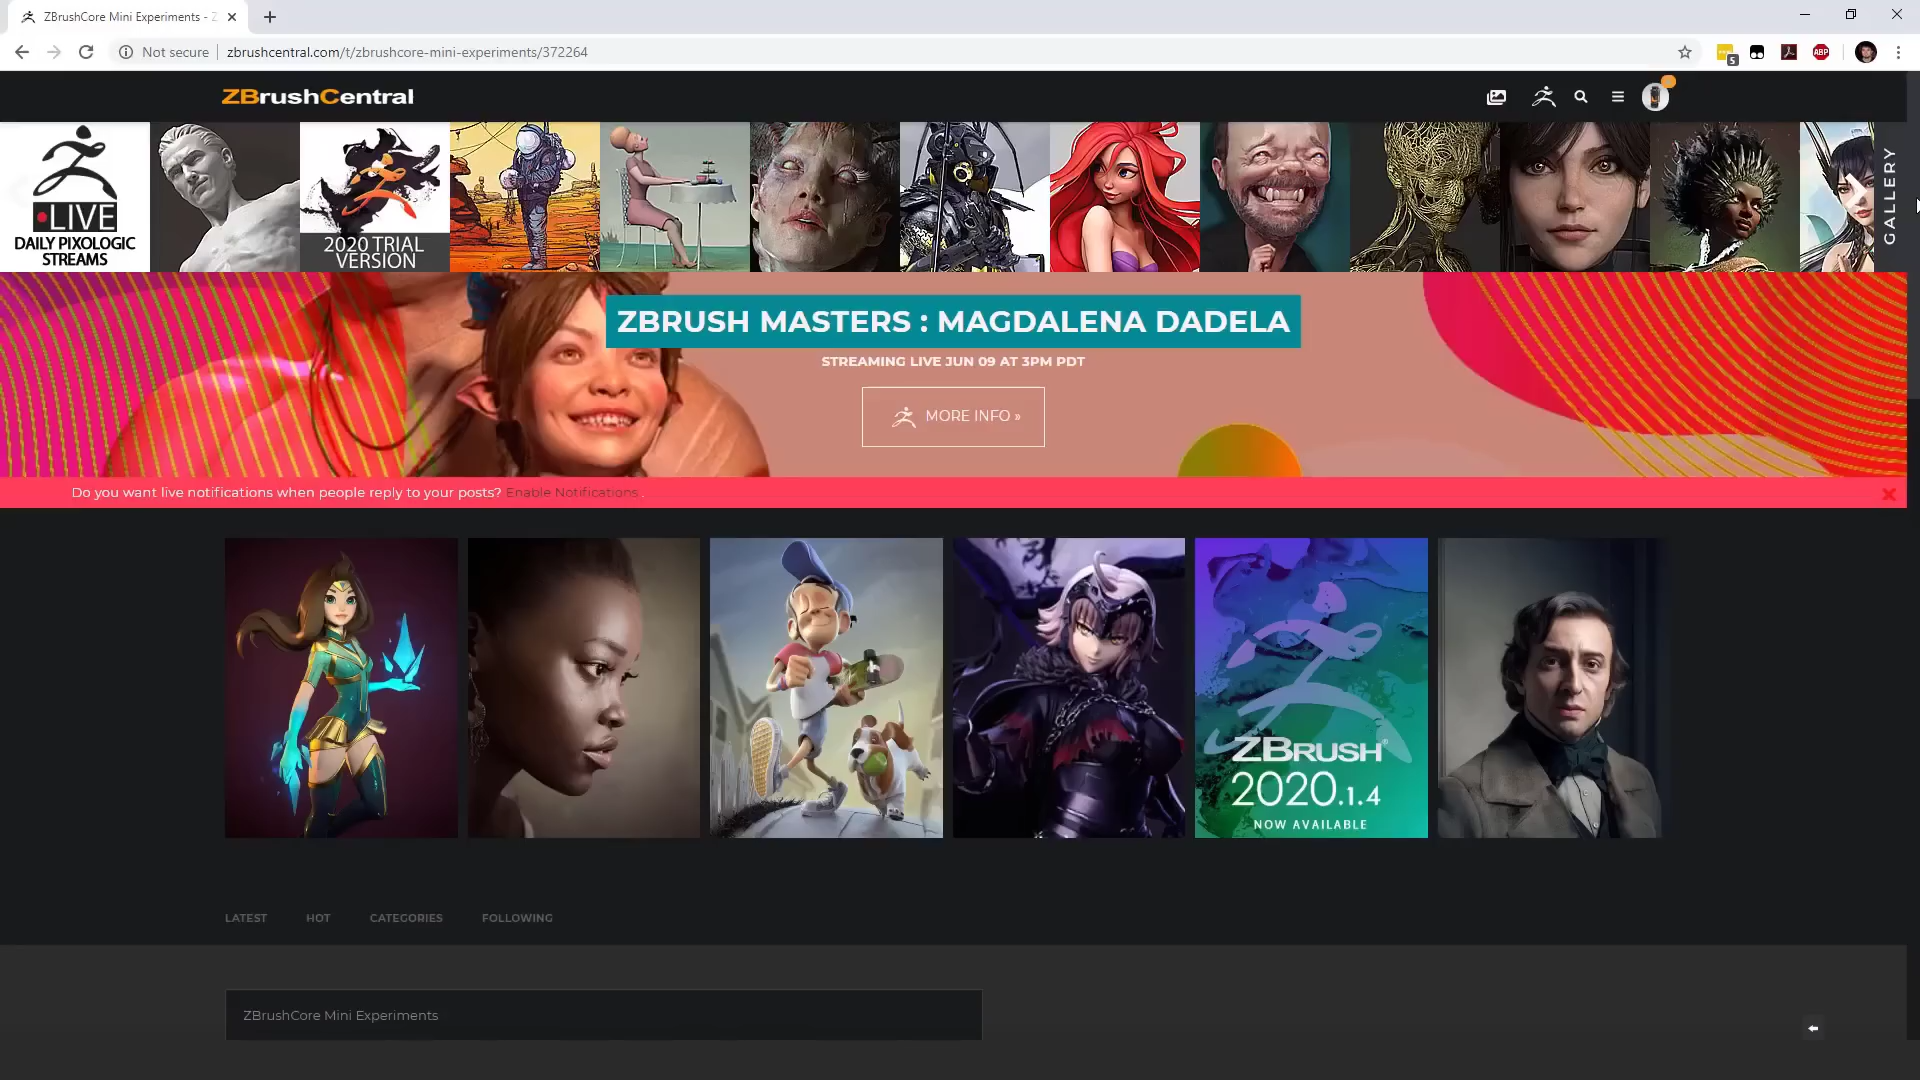 ZBrushCore Mini Experiments - Z
Not secure
zbrushcentral.com/t/zbrushcore-mini-experiments/372264
5
ABP
ZBrushCentral
LIVE
DAILY PIXOLOGIC
STREAMS
2020 TRIAL
VERSION
GALLERY
ZBRUSH MASTERS : MAGDALENA DADELA
STREAMING LIVE JUN 09 AT 3PM PDT
MORE INFO »
Do you want live notifications when people reply to your posts? Enable Notifications .
ZBRUSH®
2020.1.4
NOW AVAILABLE
LATEST HOT CATEGORIES FOLLOWING
ZBrushCore Mini Experiments